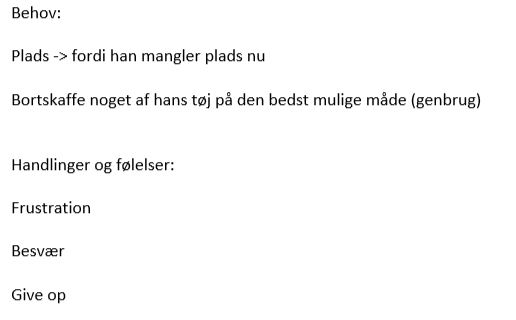 Behov:
Plads -> fordi han mangler plads nu
Bortskaffe noget af hans tøj på den bedst mulige måde (genbrug)
Handlinger og følelser:
Frustration
Besvær
Give op